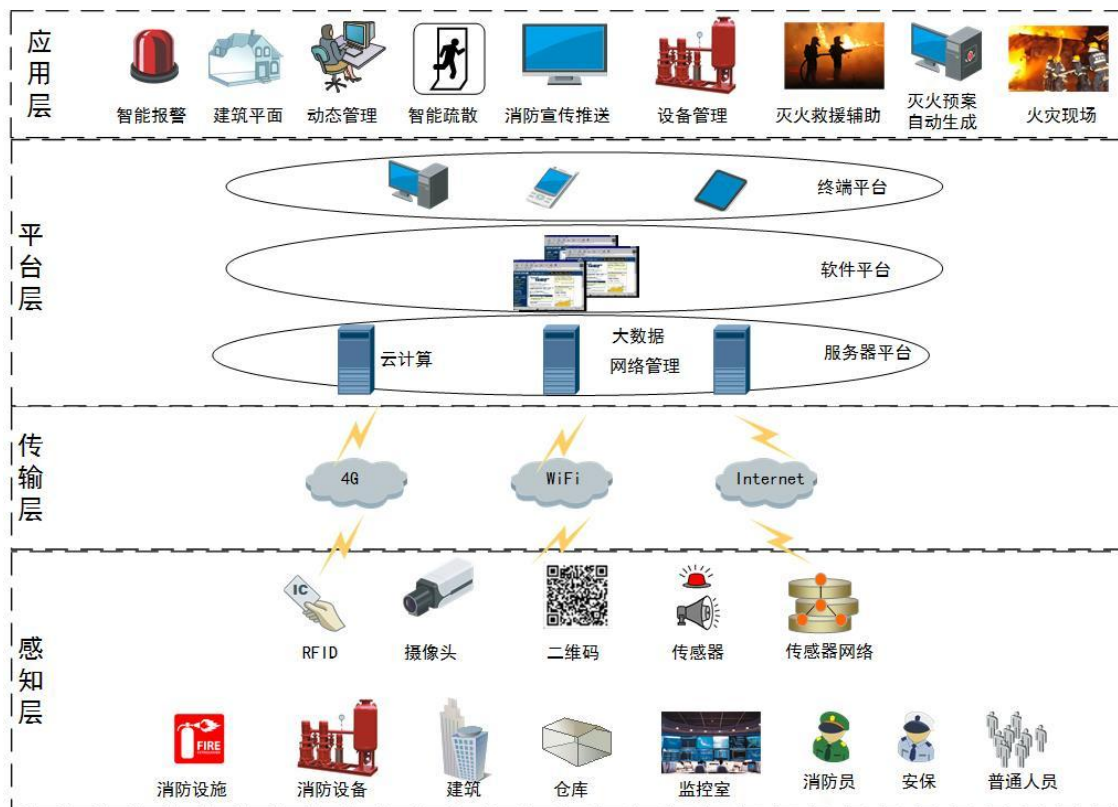 应用层
智能报警
建筑平面
动态管理
智能疏散
消防宣传推送
设备管理
灭火救援辅助
灭火预案
自动生成
火灾现场
平台层
终端平台
软件平台
云计算
大数据
网络管理
服务器平台
传输层
4G
WiFi
Internet
感知层
IC
RFID
摄像头
二维码
传感器
传感器网络
FIRE
消防设施
消防设备
建筑
仓库
监控室
消防员
安保
普通人员